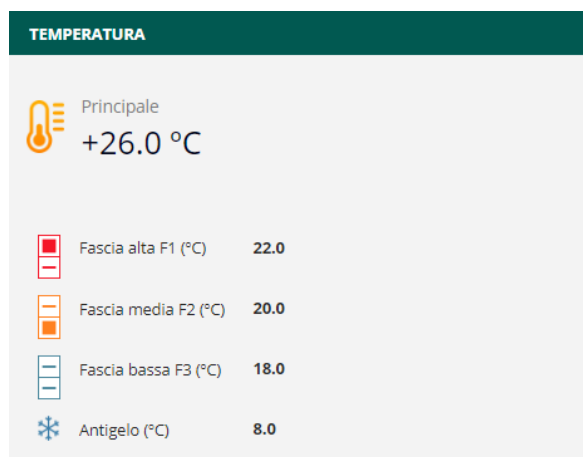 TEMPERATURA
Principale
+26.0 °C
Fascia alta F1 (°C) 22.0
Fascia media F2 (°C) 20.0
Fascia bassa F3 (°C) 18.0
Antigelo (°C) 8.0